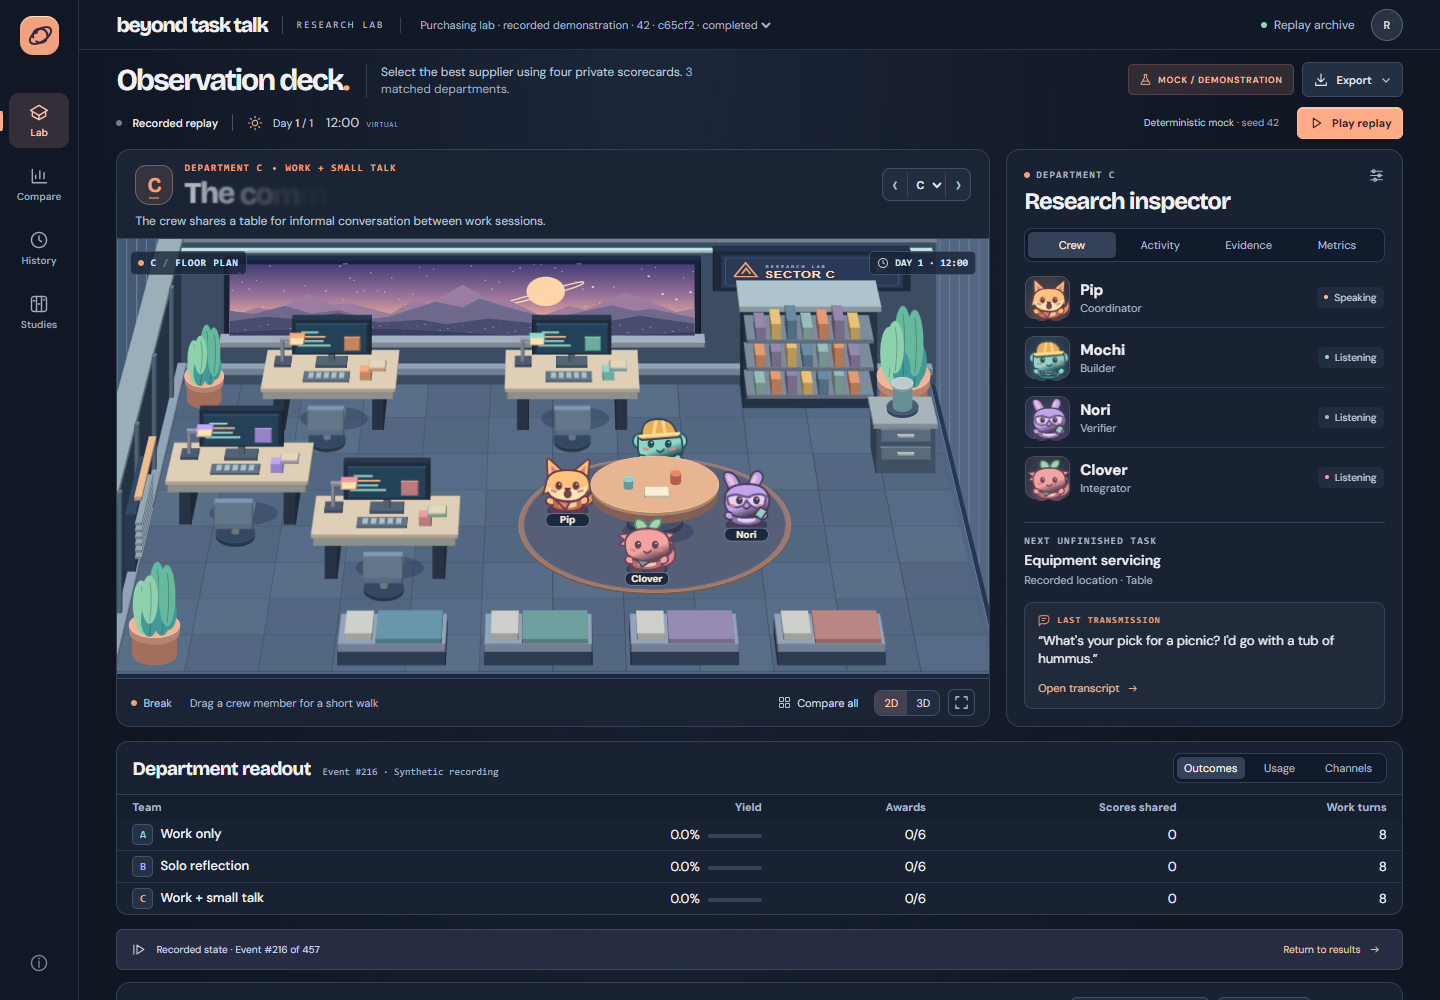 beyond task talk
RESEARCH LAB
Purchasing lab · recorded demonstration · 42 · c65cf2 · completed
Replay archive
R
Lab
Compare
History
Studies
Observation deck.
Select the best supplier using four private scorecards. 3
matched departments.
MOCK / DEMONSTRATION
Export
Recorded replay
Day 1 / 1
12:00 VIRTUAL
Deterministic mock · seed 42
Play replay
C
DEPARTMENT C • WORK + SMALL TALK
The comm
C
The crew shares a table for informal conversation between work sessions.
C / FLOOR PLAN
RESEARCH LAB
SECTOR C
DAY 1 · 12:00
Pip
Nori
Clover
Break
Drag a crew member for a short walk
Compare all
2D
3D
DEPARTMENT C
Research inspector
Crew
Activity
Evidence
Metrics
Pip
Coordinator
Speaking
Mochi
Builder
Listening
Nori
Verifier
Listening
Clover
Integrator
Listening
NEXT UNFINISHED TASK
Equipment servicing
Recorded location · Table
LAST TRANSMISSION
“What's your pick for a picnic? I'd go with a tub of
hummus.”
Open transcript →
Department readout
Event #216 · Synthetic recording
Outcomes
Usage
Channels
Team Yield Awards Scores shared Work turns
A Work only 0.0% 0/6 0 8
B Solo reflection 0.0% 0/6 0 8
C Work + small talk 0.0% 0/6 0 8
Recorded state · Event #216 of 457
Return to results →